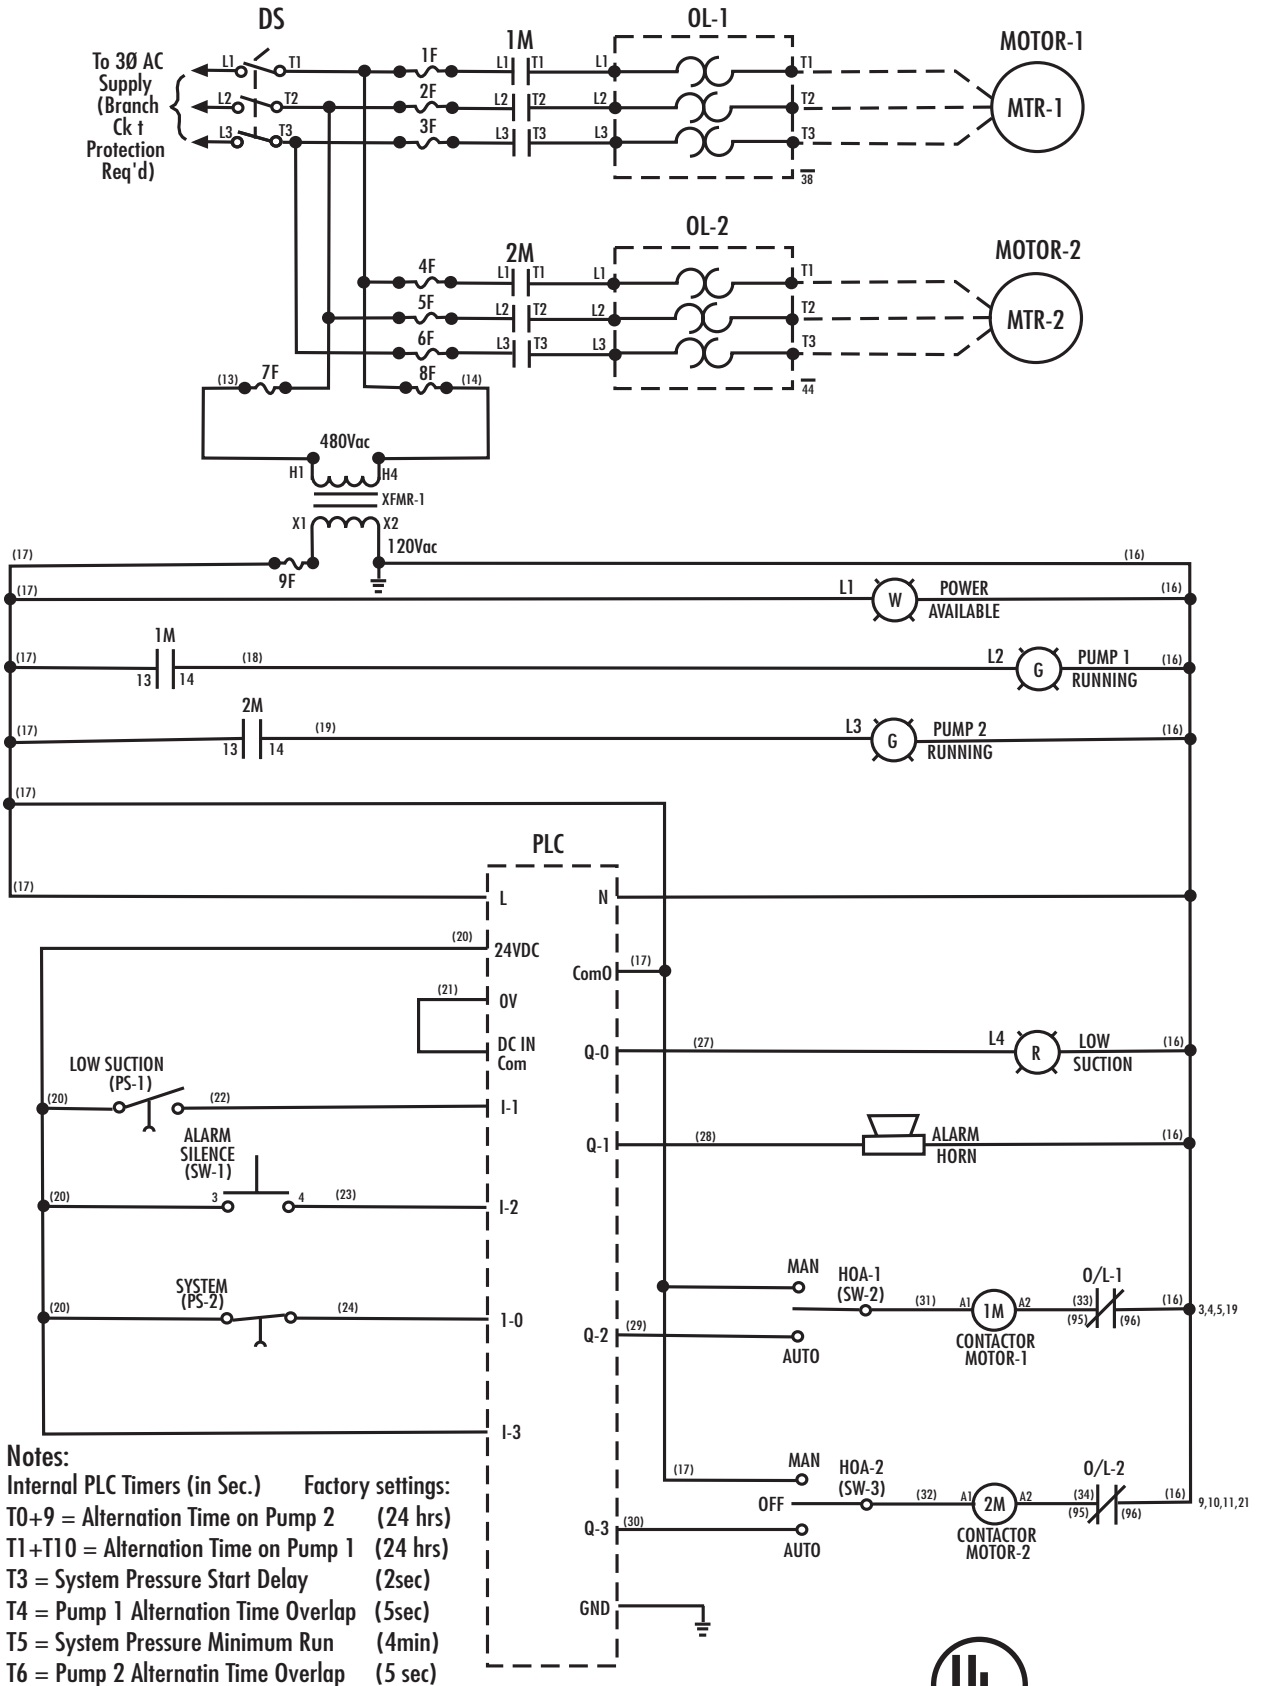 DS
OL-1
1M
MOTOR-1
To 3Ø AC
Supply
(Branch
Ck t
Protection
Req'd)
L1 T1 1F L1 T1 L1 T1
L2 T2 2F L2 T2 L2 T2 MTR-1
L3 T3 3F L3 T3 L3 T3
38
OL-2
2M
MOTOR-2
4F L1 T1 L1 T1
5F L2 T2 L2 T2 MTR-2
6F L3 T3 L3 T3
(13) 7F 8F (14)
44
480Vac
H1 H4
XFMR-1
X1 X2
120Vac
(17) 9F (16)
(17) L1 W POWER (16)
AVAILABLE
1M
(17) 13 14 (18) L2 G PUMP 1 (16)
RUNNING
2M
(17) 13 14 (19) L3 G PUMP 2 (16)
RUNNING
(17)
PLC
(17) L N
(20) 24VDC
Com0 (17)
(21) 0V
DC IN
Com
Q-0 (27) L4 R LOW (16)
SUCTION
LOW SUCTION
(PS-1)
(20) (22) I-1
Q-1 (28) ALARM (16)
HORN
ALARM
SILENCE
(SW-1)
(20) 3 4 (23) I-2
MAN HOA-1 O/L-1
(SW-2)
SYSTEM
(PS-2)
(20) (24) 1-0
(31) A1 1M A2 (33) (16) 3,4,5,19
(95) (96)
Q-2 (29) AUTO CONTACTOR
MOTOR-1
I-3
(17) MAN HOA-2 O/L-2
(SW-3)
OFF (32) A1 2M A2 (34) (16) 9,10,11,21
(95) (96)
Q-3 (30) AUTO CONTACTOR
MOTOR-2
GND
Notes:
Internal PLC Timers (in Sec.) Factory settings:
T0+9 = Alternation Time on Pump 2 (24 hrs)
T1+T10 = Alternation Time on Pump 1 (24 hrs)
T3 = System Pressure Start Delay (2sec)
T4 = Pump 1 Alternation Time Overlap (5sec)
T5 = System Pressure Minimum Run (4min)
T6 = Pump 2 Alternatin Time Overlap (5 sec)